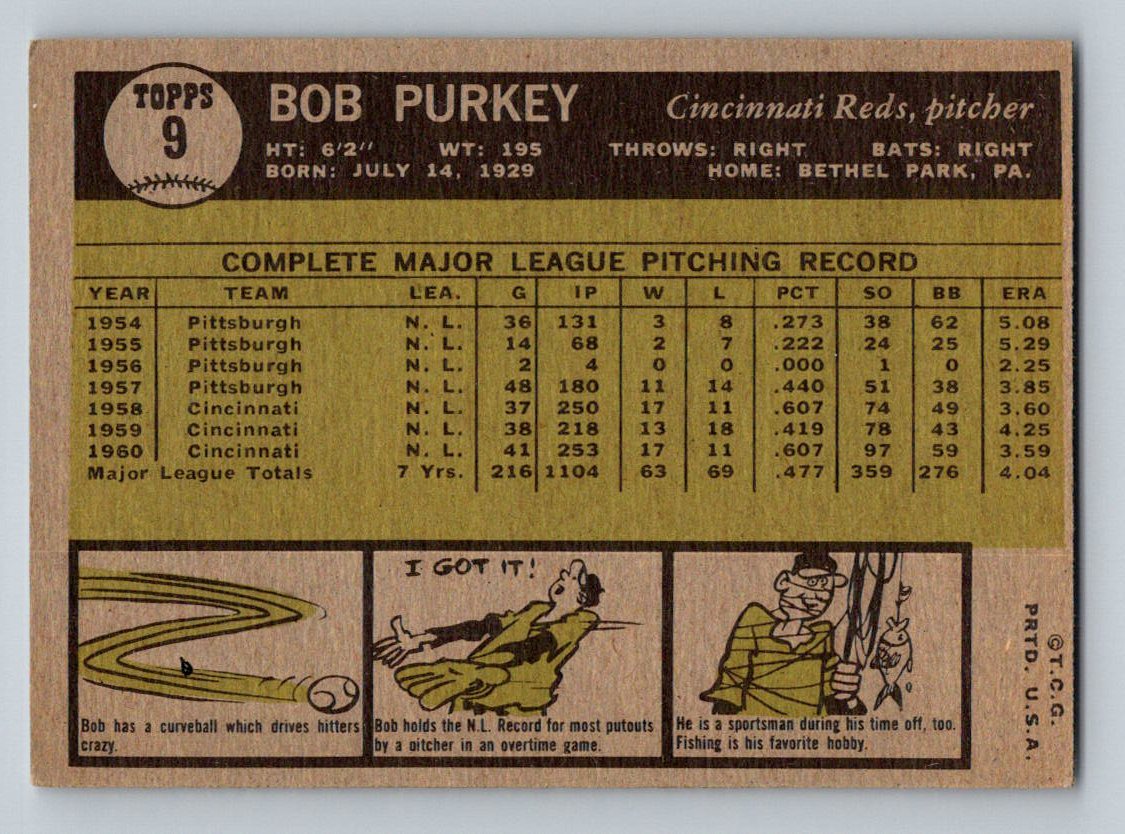 TOPPS
9
BOB PURKEY
Cincinnati Reds, pitcher
HT: 6'2" WT: 195 THROWS: RIGHT BATS: RIGHT
BORN: JULY 14, 1929 HOME: BETHEL PARK, PA.
COMPLETE MAJOR LEAGUE PITCHING RECORD
YEAR TEAM LEA. G IP W L PCT SO BB ERA
1954 Pittsburgh N. L. 36 131 3 8 .273 38 62 5.08
1955 Pittsburgh N. L. 14 68 2 7 .222 24 25 5.29
1956 Pittsburgh N. L. 2 4 0 0 .000 1 0 2.25
1957 Pittsburgh N. L. 48 180 11 14 .440 51 38 3.85
1958 Cincinnati N. L. 37 250 17 11 .607 74 49 3.60
1959 Cincinnati N. L. 38 218 13 18 .419 78 43 4.25
1960 Cincinnati N. L. 41 253 17 11 .607 97 59 3.59
Major League Totals 7 Yrs. 216 1104 63 69 .477 359 276 4.04
I GOT IT!
Bob has a curveball which drives hitters
crazy.
Bob holds the N.L. Record for most putouts
by a pitcher in an overtime game.
He is a sportsman during his time off, too.
Fishing is his favorite hobby.
©T.C.G.
PRTD. U.S.A.